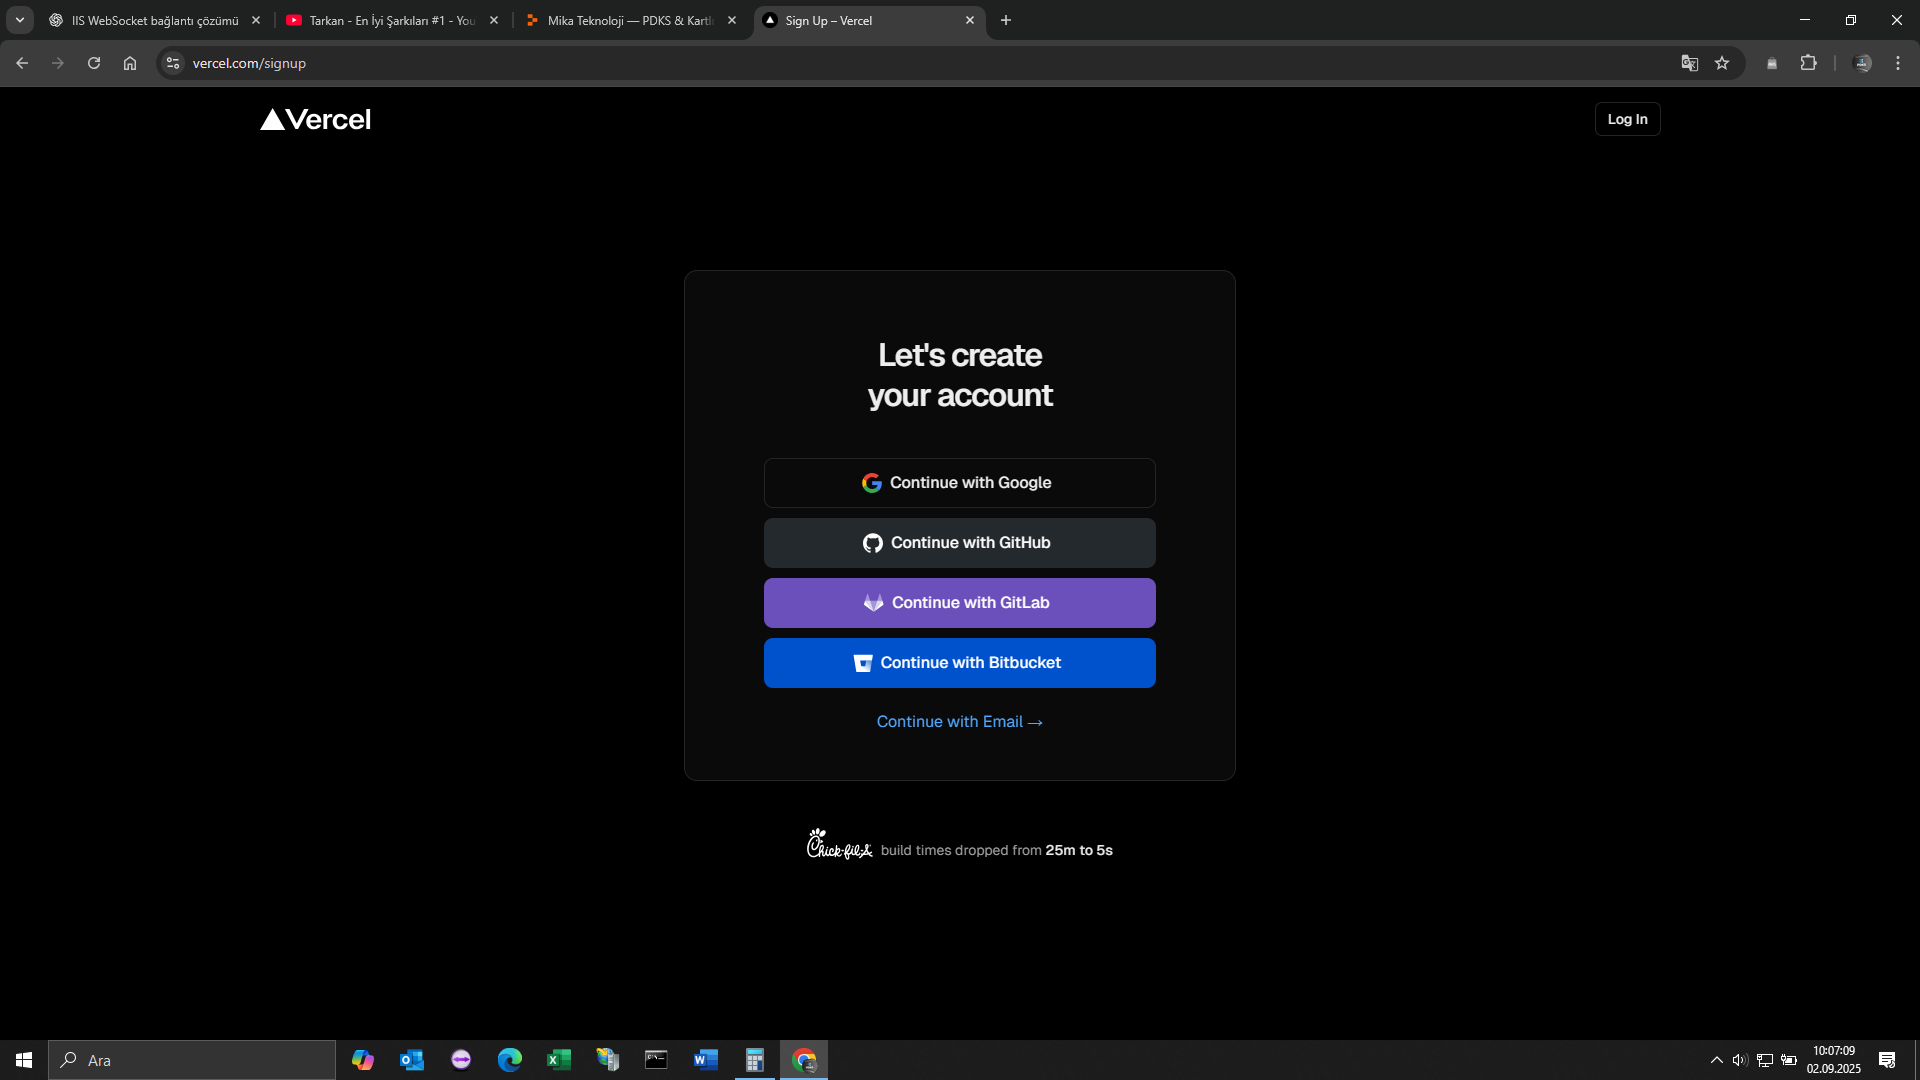 IIS WebSocket bağlantı çözümü
Tarkan - En İyi Şarkıları #1 - You
Mika Teknoloji — PDKS & Kartlı
Sign Up – Vercel
vercel.com/signup
Vercel
Log In
Let's create
your account
Continue with Google
Continue with GitHub
Continue with GitLab
Continue with Bitbucket
Continue with Email →
Chick-fil-A build times dropped from 25m to 5s
Ara
10:07:09
02.09.2025